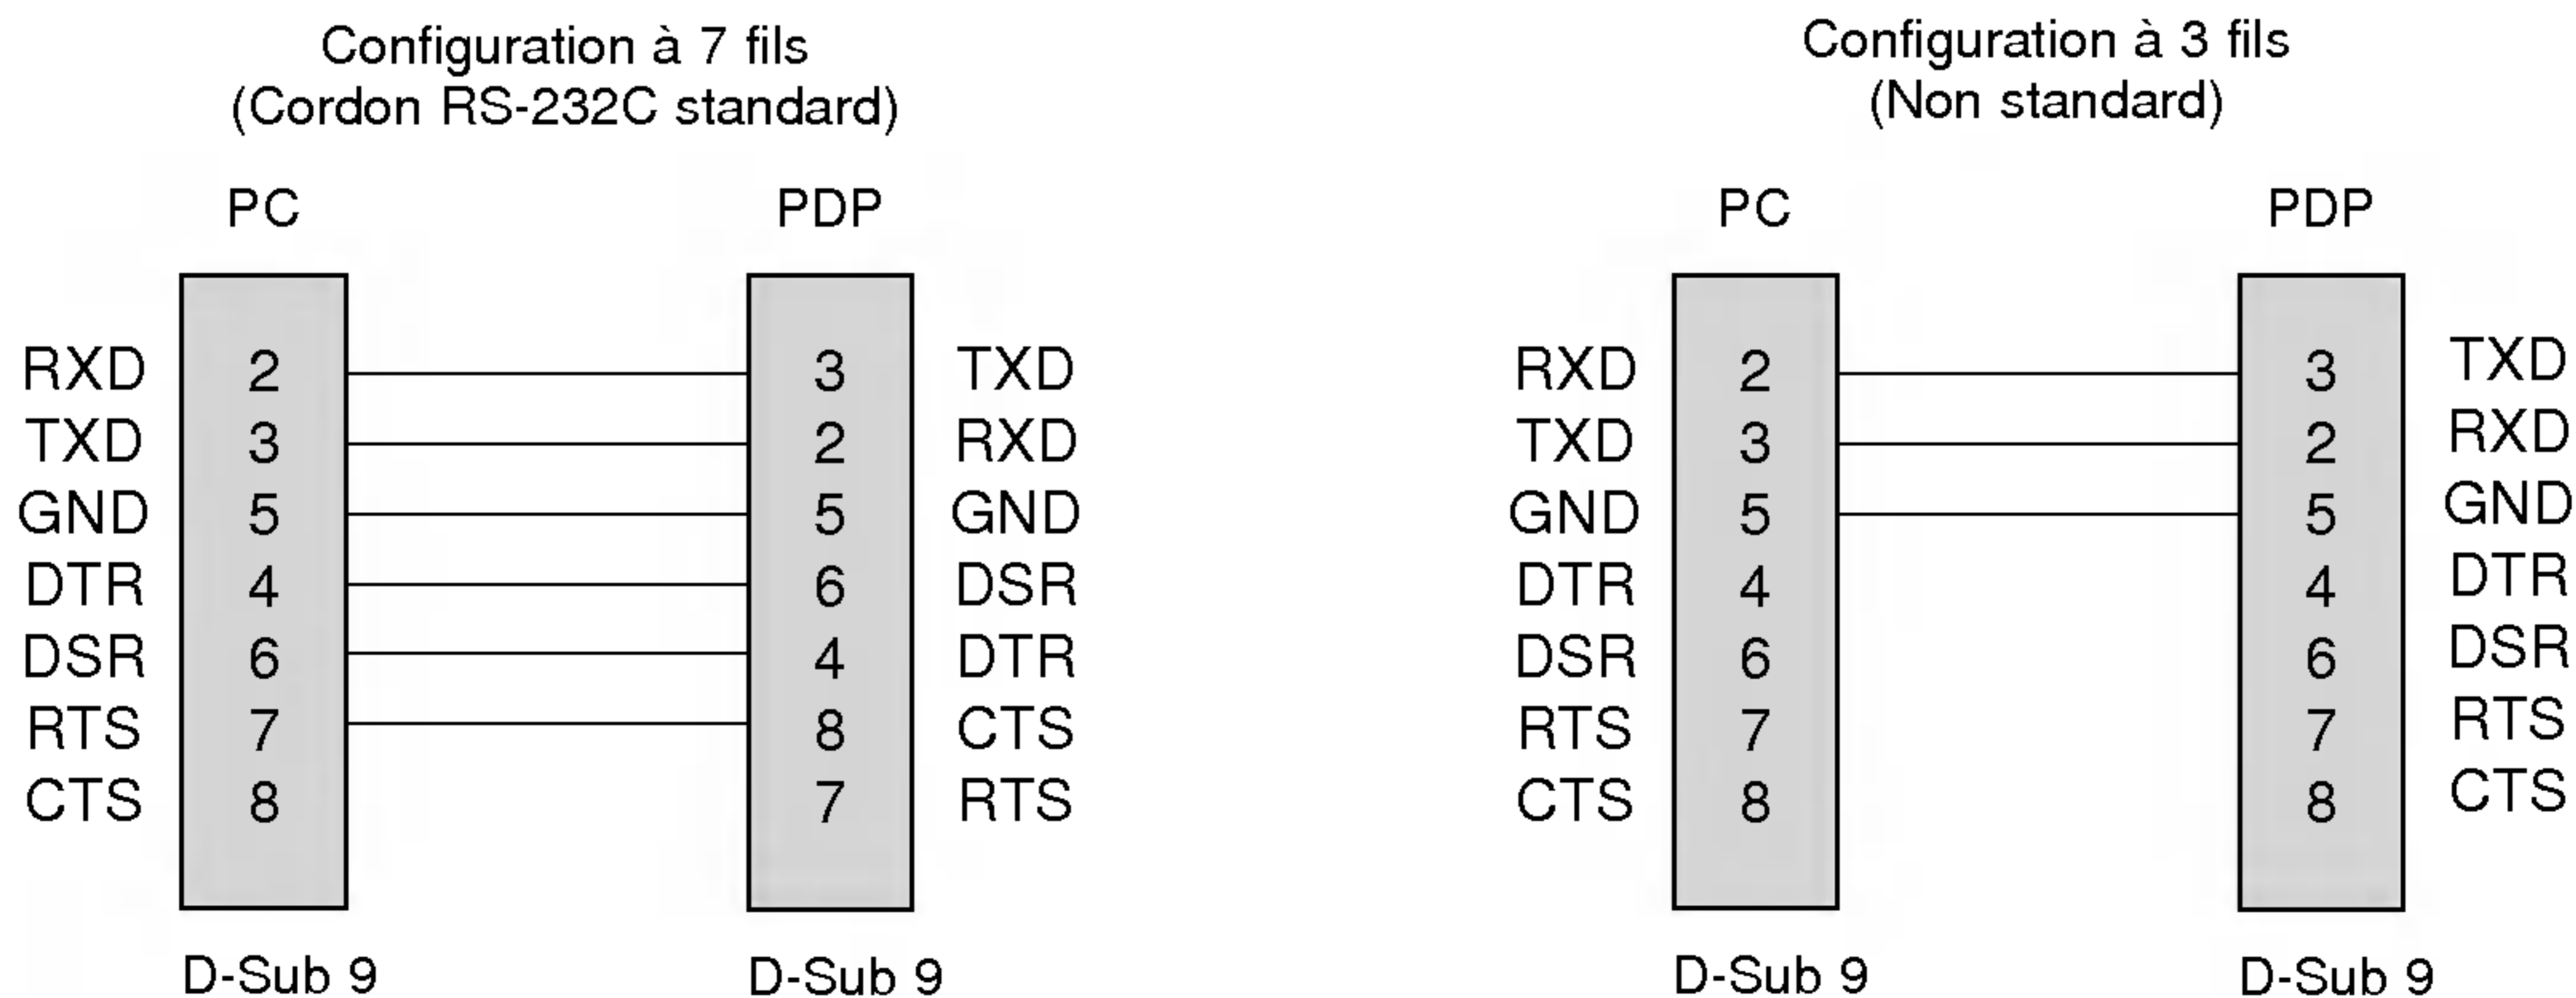 Configuration à 7 fils
(Cordon RS-232C standard)
PC PDP
RXD 2 3 TXD
TXD 3 2 RXD
GND 5 5 GND
DTR 4 6 DSR
DSR 6 4 DTR
RTS 7 8 CTS
CTS 8 7 RTS
D-Sub 9 D-Sub 9
Configuration à 3 fils
(Non standard)
PC PDP
RXD 2 3 TXD
TXD 3 2 RXD
GND 5 5 GND
DTR 4 4 DTR
DSR 6 6 DSR
RTS 7 7 RTS
CTS 8 8 CTS
D-Sub 9 D-Sub 9